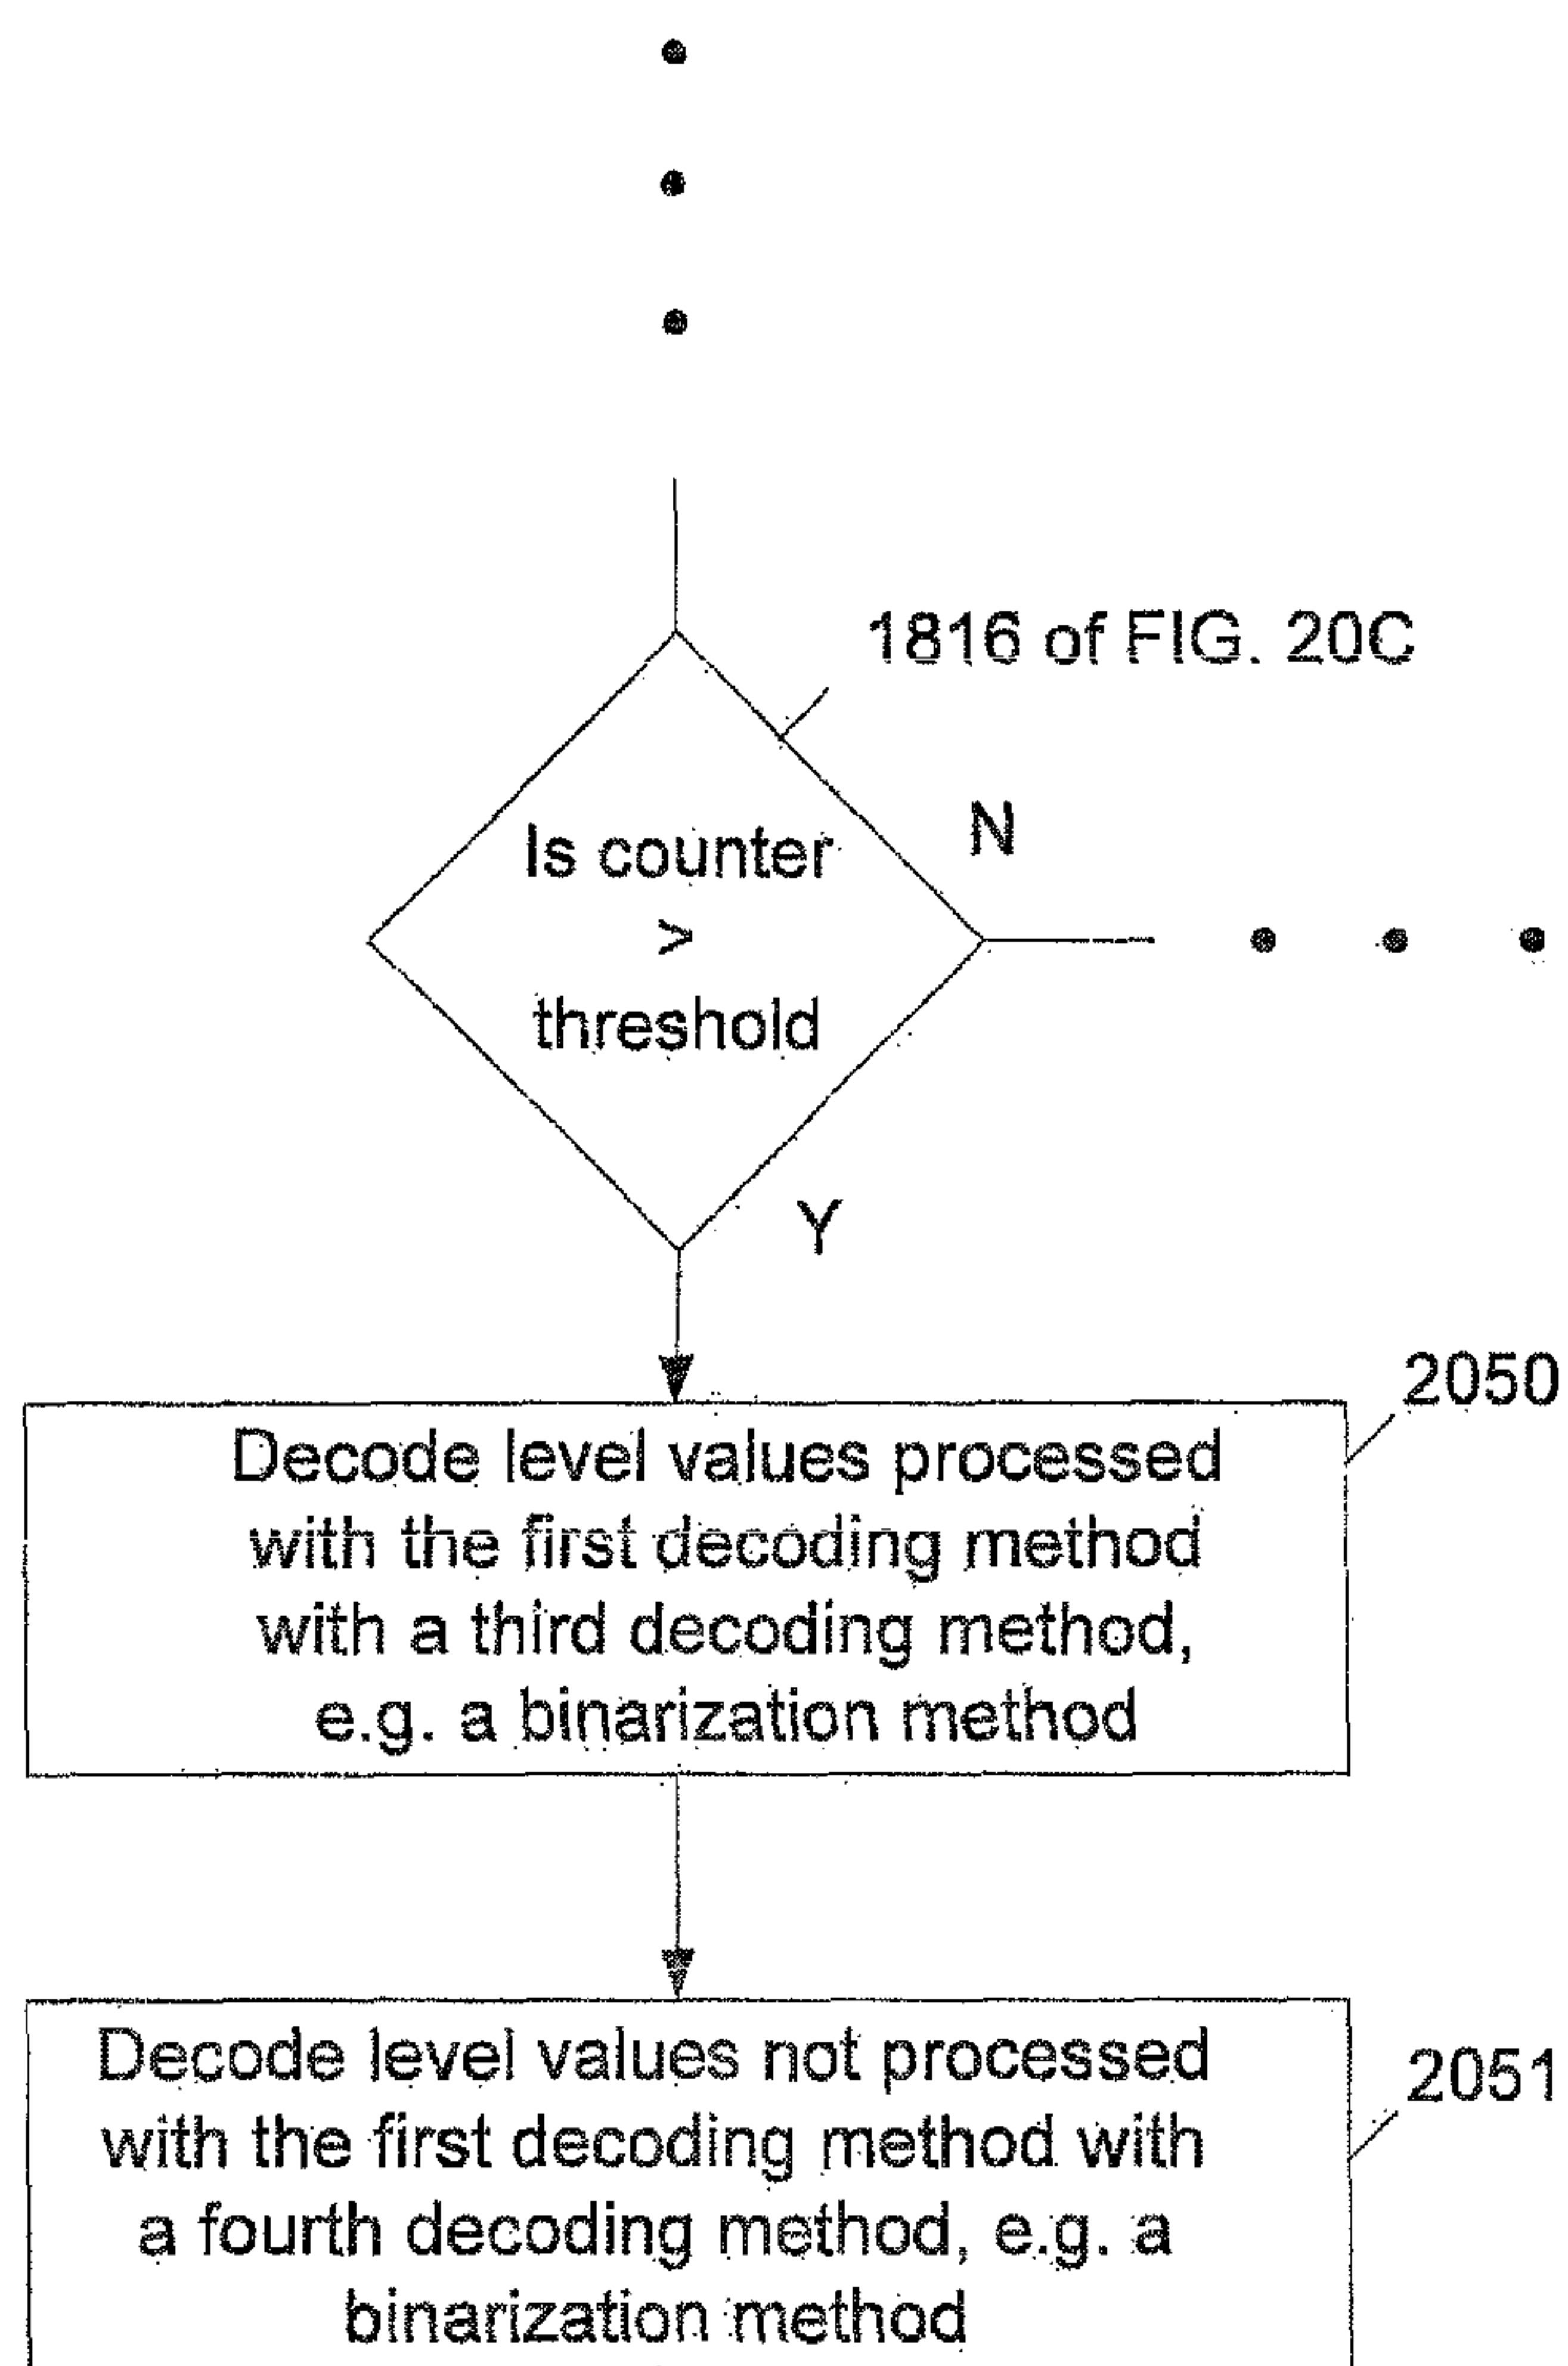 1816 of FIG. 20C
N
Is counter
>
threshold
Y
2050
Decode level values processed
with the first decoding method
with a third decoding method,
e.g. a binarization method
2051
Decode level values not processed
with the first decoding method with
a fourth decoding method, e.g. a
binarization method